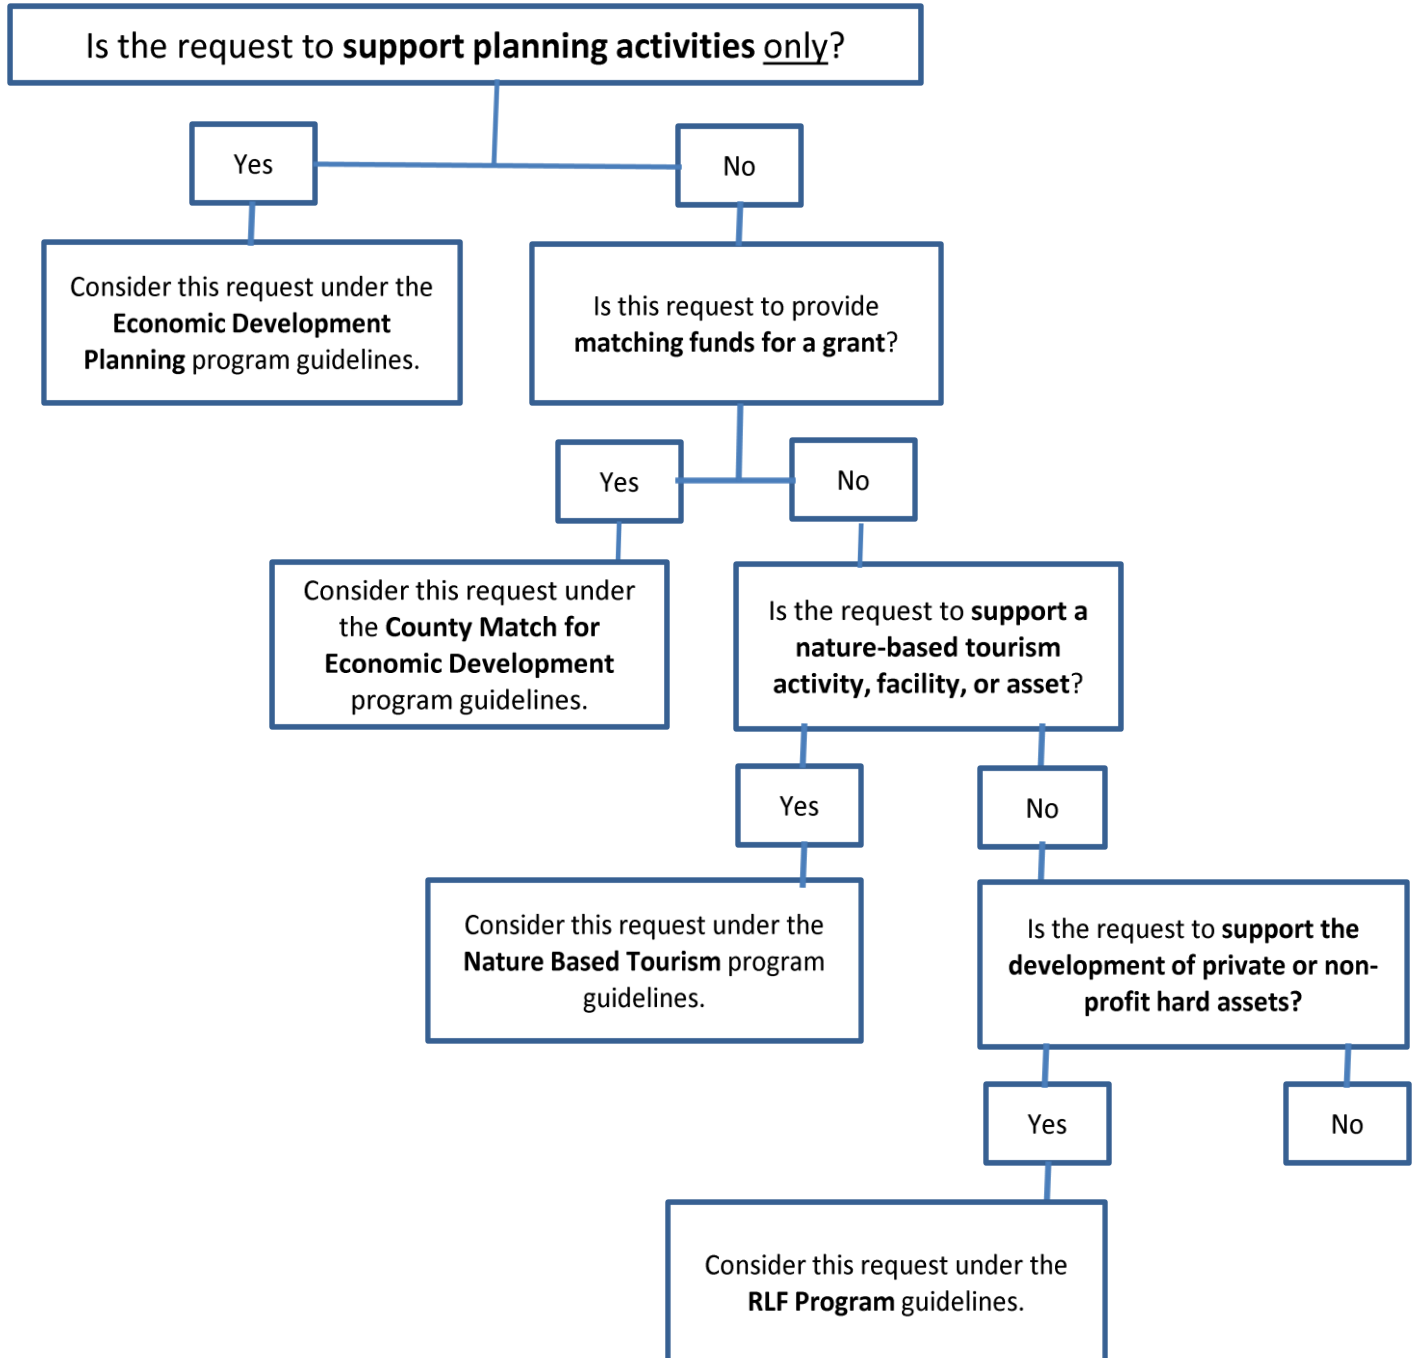 Is the request to support planning activities only?
Yes
No
Consider this request under the
Economic Development
Planning program guidelines.
Is this request to provide
matching funds for a grant?
Yes
No
Consider this request under
the County Match for
Economic Development
program guidelines.
Is the request to support a
nature-based tourism
activity, facility, or asset?
Yes
No
Consider this request under the
Nature Based Tourism program
guidelines.
Is the request to support the
development of private or non-
profit hard assets?
Yes
No
Consider this request under the
RLF Program guidelines.